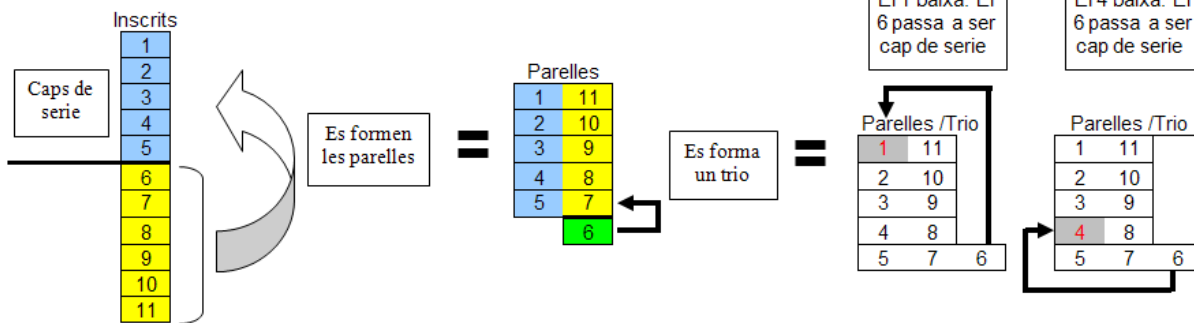 Inscrits
1
2
3
4
5
6
7
8
9
10
11
Caps de
serie
Es formen
les parelles
=
Parelles
1 11
2 10
3 9
4 8
5 7
6
Es forma
un trio
=
6 passa a ser
cap de serie
Parelles /Trio
1 11
2 10
3 9
4 8
5 7 6
6 passa a ser
cap de serie
Parelles /Trio
1 11
2 10
3 9
4 8
5 7 6